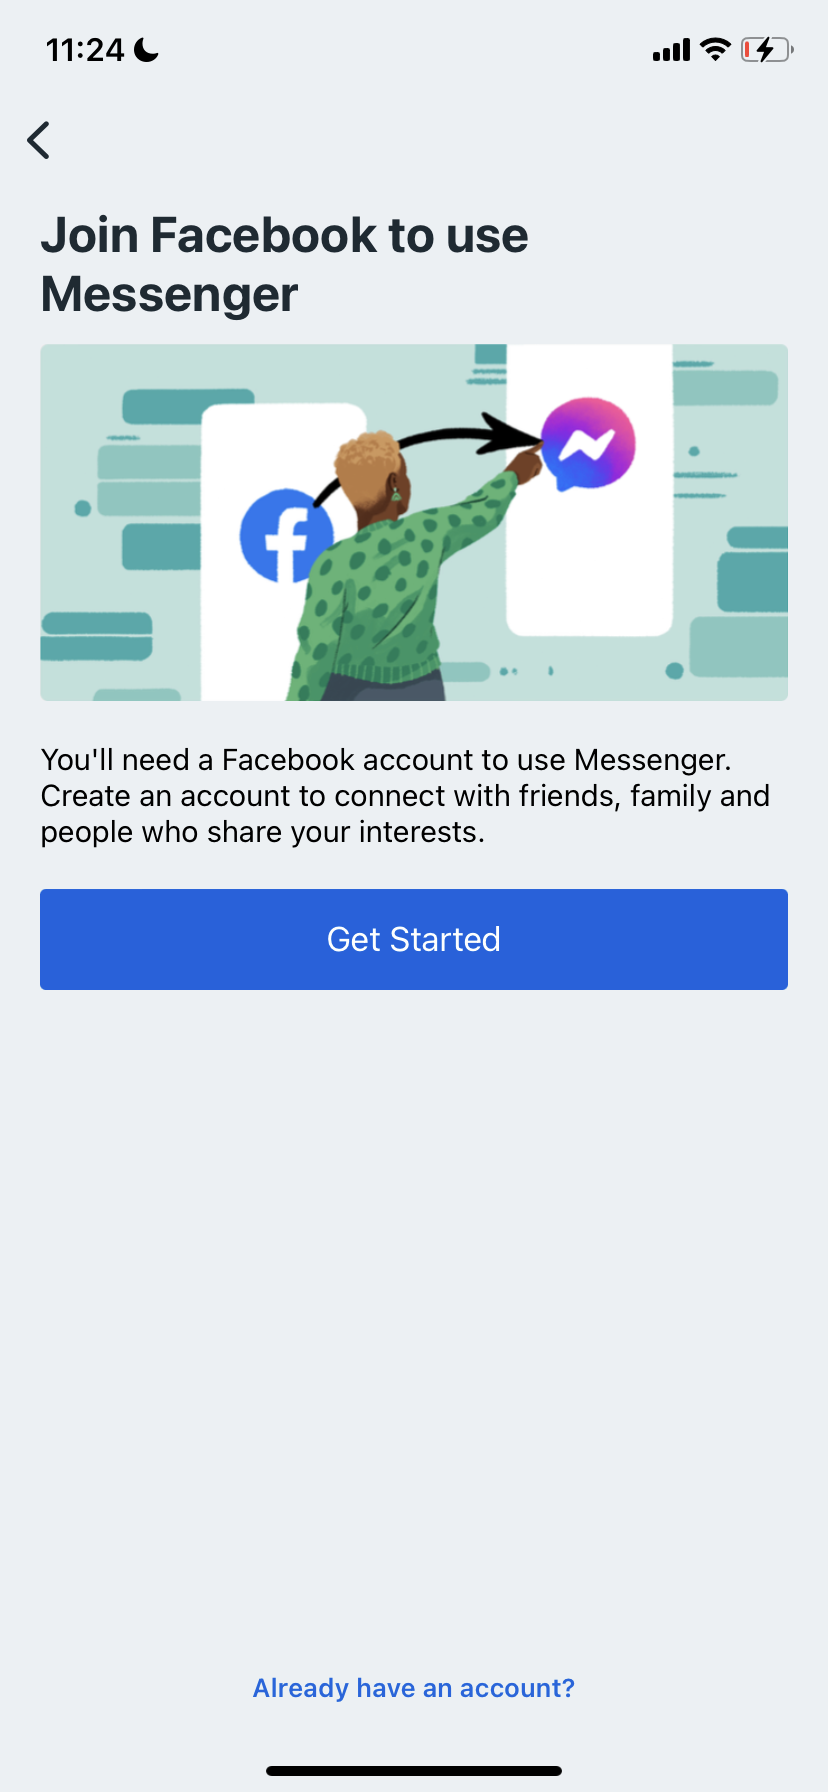 11:24
Join Facebook to use
Messenger
You'll need a Facebook account to use Messenger.
Create an account to connect with friends, family and
people who share your interests.
Get Started
Already have an account?